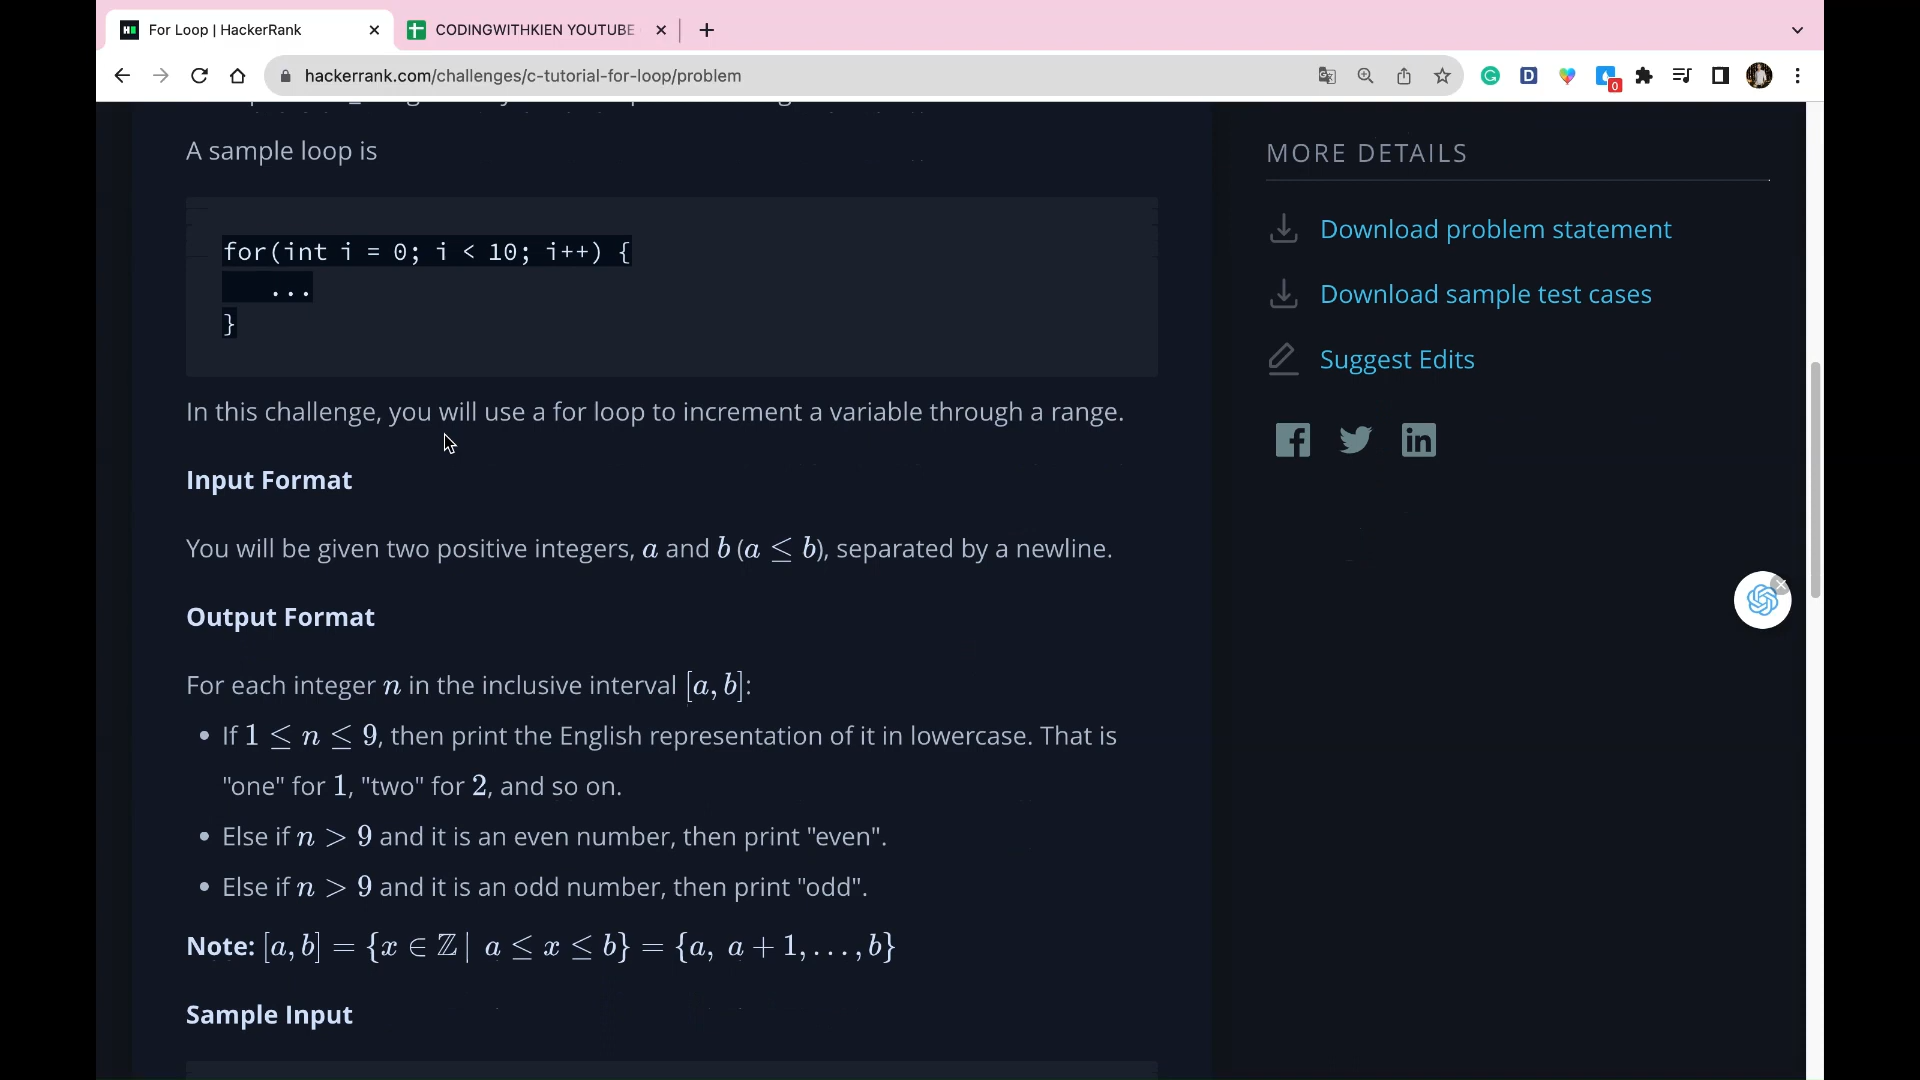 For Loop | HackerRank
CODINGWITHKIEN YOUTUBE
hackerrank.com/challenges/c-tutorial-for-loop/problem
0
A sample loop is
for(int i = 0; i < 10; i++) {
...
}
In this challenge, you will use a for loop to increment a variable through a range.
Input Format
You will be given two positive integers, a and b (a ≤ b), separated by a newline.
Output Format
For each integer n in the inclusive interval [a, b]:
• If 1 ≤ n ≤ 9, then print the English representation of it in lowercase. That is
"one" for 1, "two" for 2, and so on.
• Else if n > 9 and it is an even number, then print "even".
• Else if n > 9 and it is an odd number, then print "odd".
Note: [a, b] = {x ∈ ℤ | a ≤ x ≤ b} = {a, a + 1, . . . , b}
Sample Input
MORE DETAILS
Download problem statement
Download sample test cases
Suggest Edits